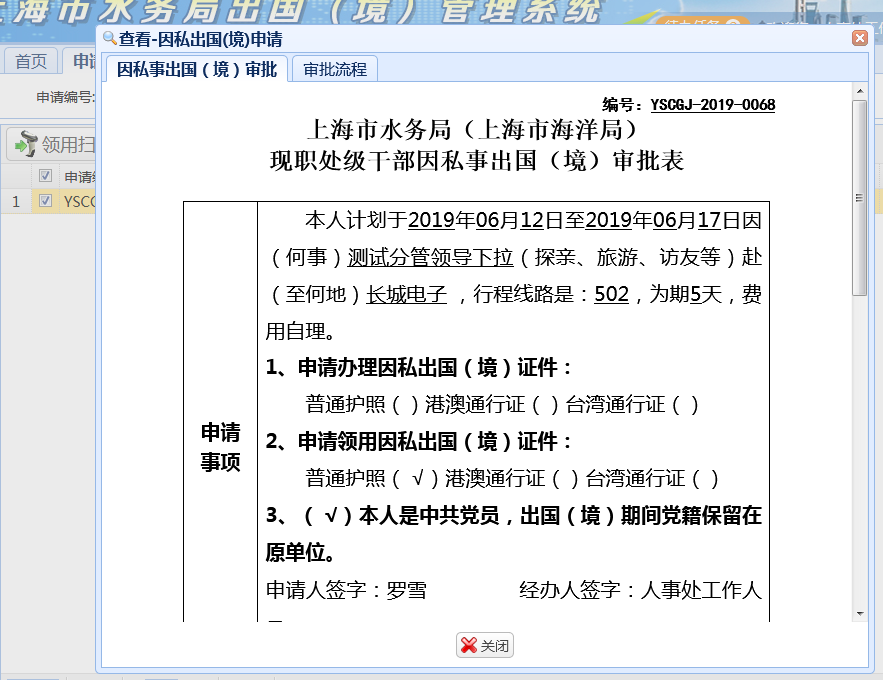 上海市水务局出国（境）管理系统
查看-因私出国(境)申请
首页
因私事出国（境）审批
审批流程
申请编号:
编号：YSCGJ-2019-0068
上海市水务局（上海市海洋局）
现职处级干部因私事出国（境）审批表
领用扫
1 YSCG
本人计划于2019年06月12日至2019年06月17日因
（何事）测试分管领导下拉（探亲、旅游、访友等）赴
（至何地）长城电子 ，行程线路是：502，为期5天，费
用自理。
1、申请办理因私出国（境）证件：
普通护照（ ）港澳通行证（ ）台湾通行证（ ）
申请
事项
2、申请领用因私出国（境）证件：
普通护照（ √ ）港澳通行证（ ）台湾通行证（ ）
3、（ √ ）本人是中共党员，出国（境）期间党籍保留在
原单位。
申请人签字：罗雪 经办人签字：人事处工作人
关闭